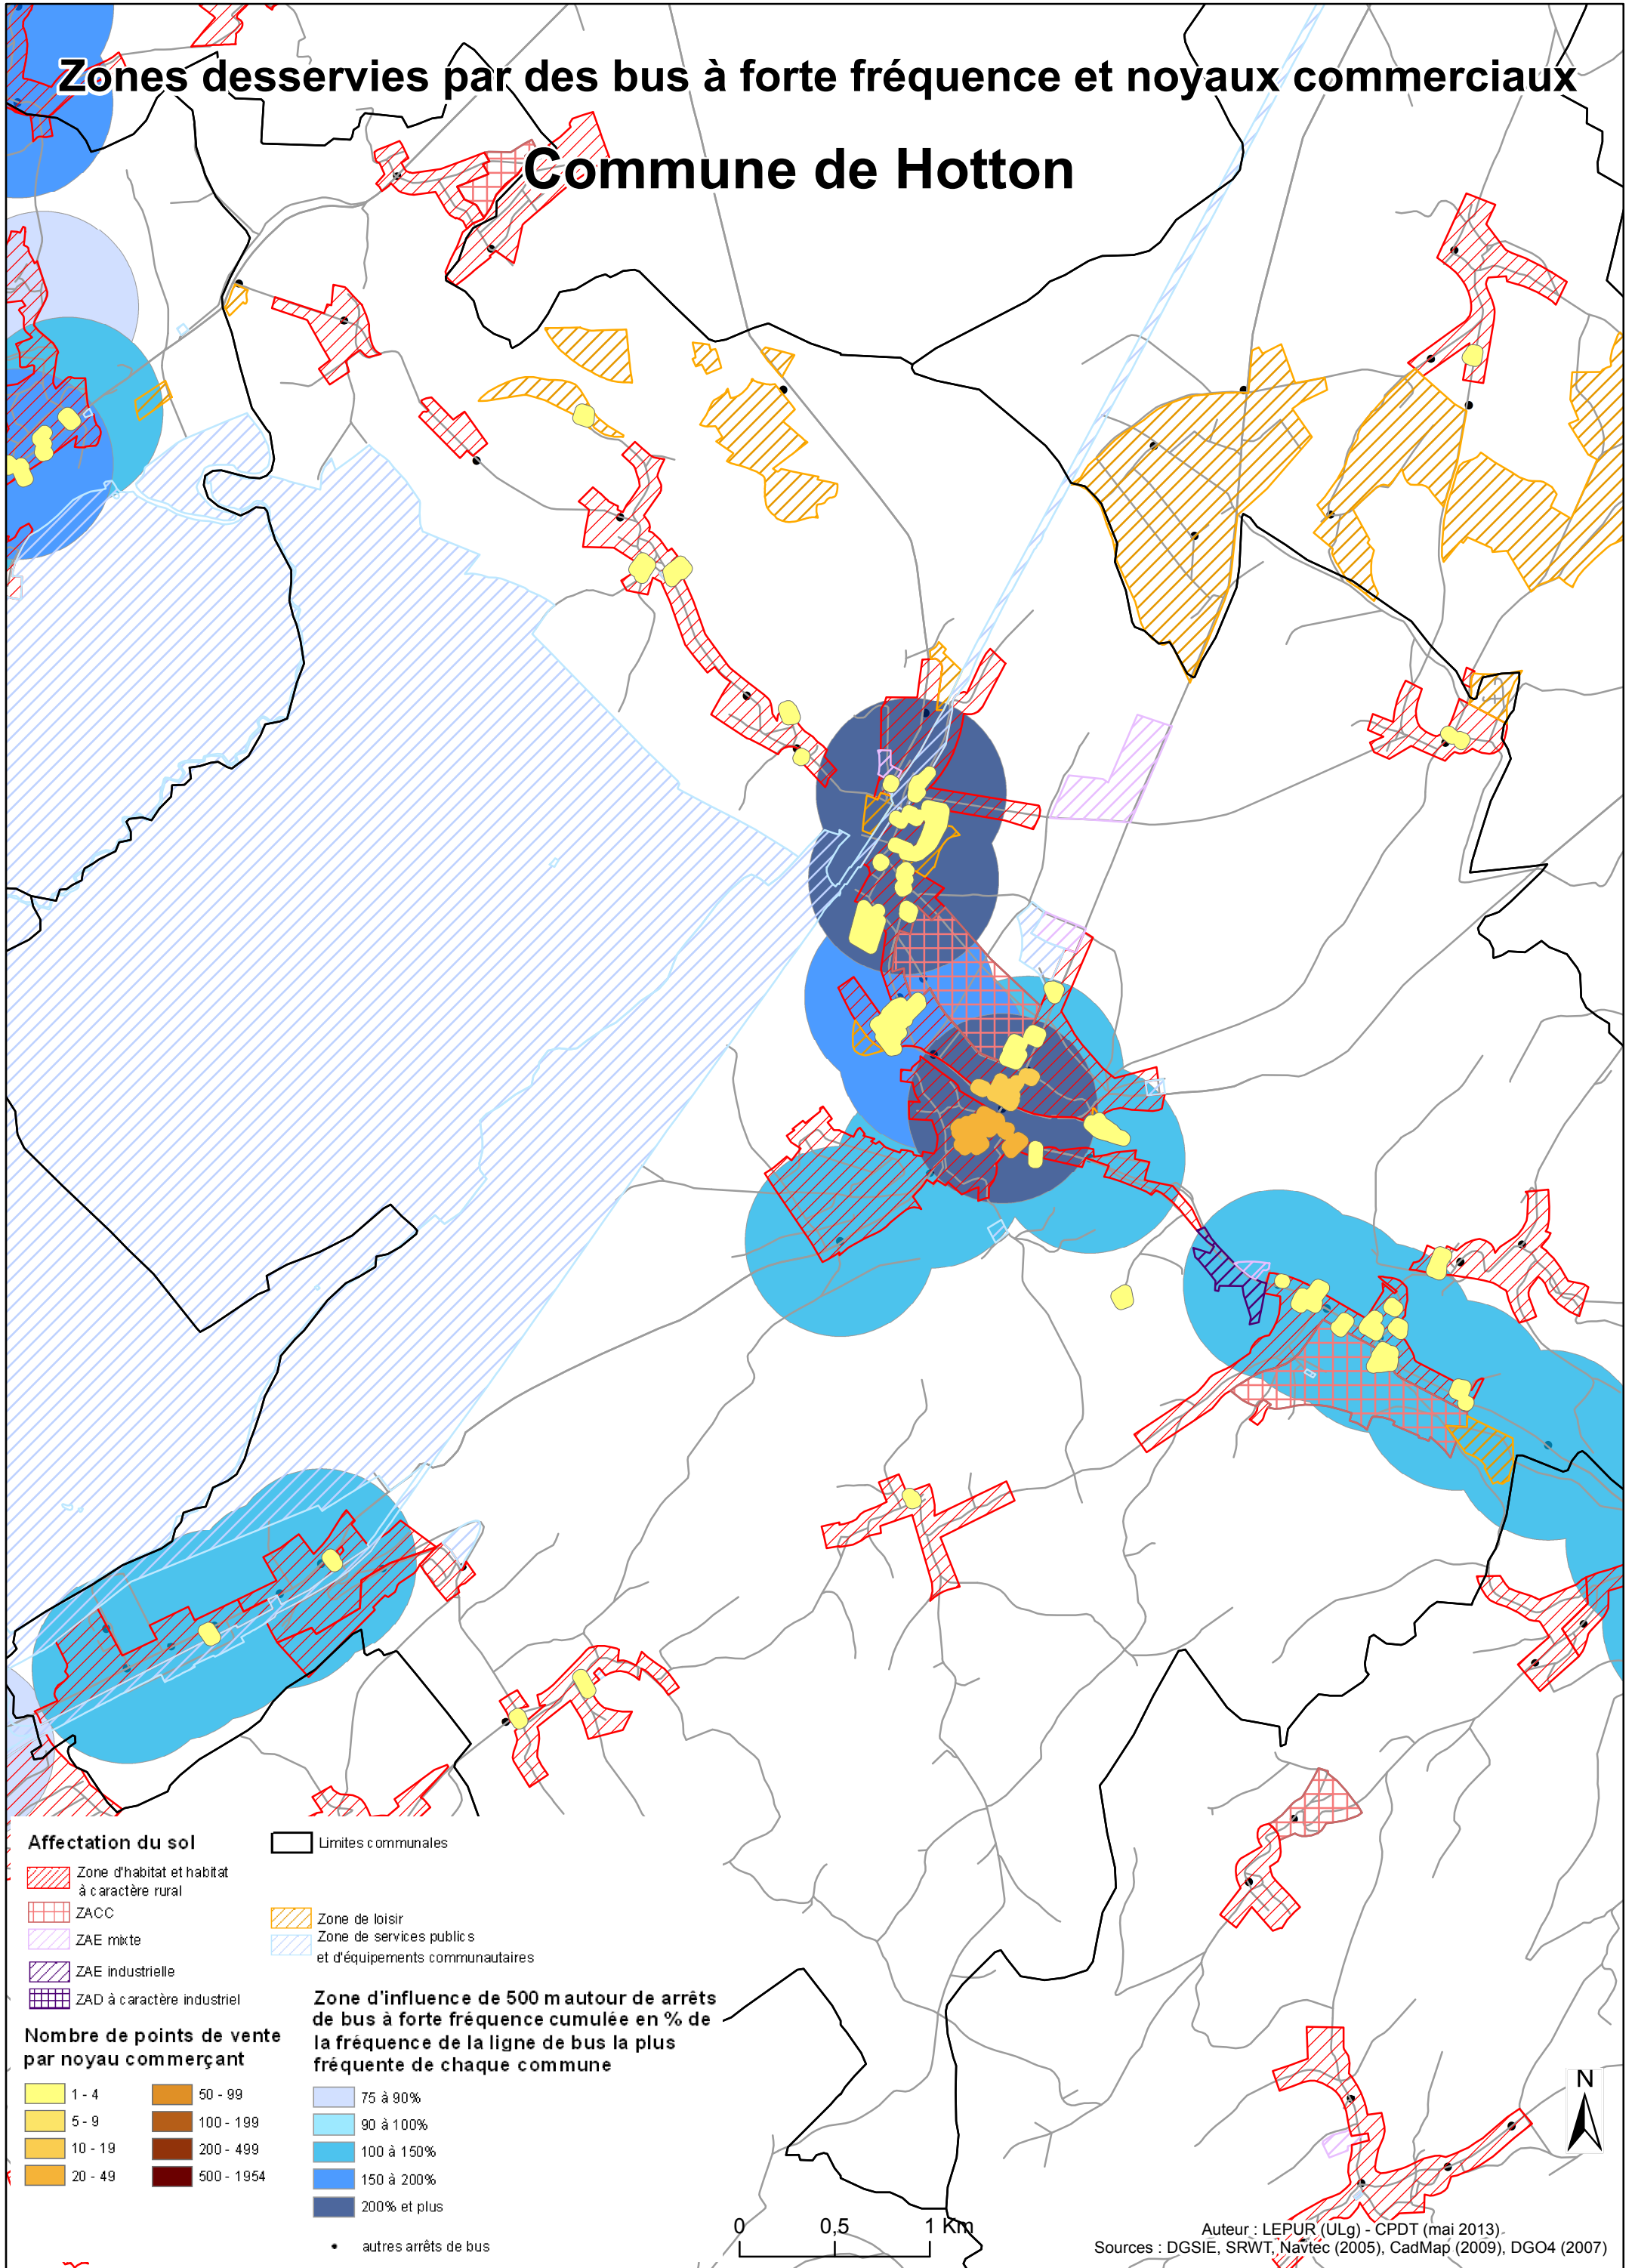 Zones desservies par des bus à forte fréquence et noyaux commerciaux
Commune de Hotton
Affectation du sol
Zone d'habitat et habitat
à caractère rural
ZACC
ZAE mixte
ZAE industrielle
ZAD à caractère industriel
Limites communales
Zone de loisir
Zone de services publics
et d'équipements communautaires
Nombre de points de vente
par noyau commerçant
1 - 4
5 - 9
10 - 19
20 - 49
50 - 99
100 - 199
200 - 499
500 - 1954
Zone d'influence de 500 m autour de arrêts
de bus à forte fréquence cumulée en % de
la fréquence de la ligne de bus la plus
fréquente de chaque commune
75 à 90%
90 à 100%
100 à 150%
150 à 200%
200% et plus
autres arrêts de bus
0 0,5 1 Km
N
Auteur : LEPUR (ULg) - CPDT (mai 2013)
Sources : DGSIE, SRWT, Navtec (2005), CadMap (2009), DGO4 (2007)